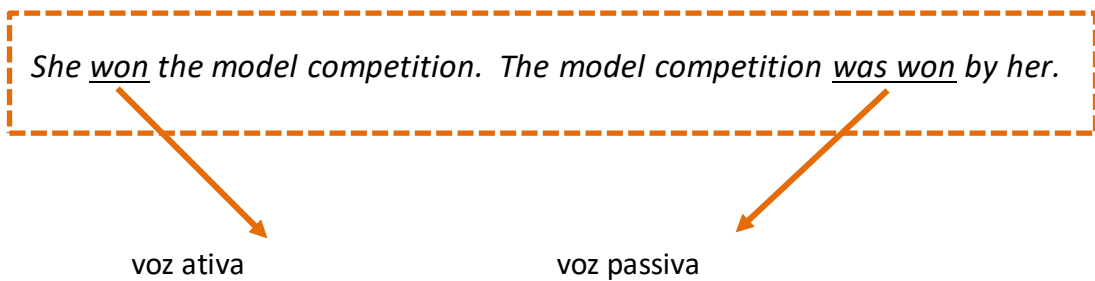 She won the model competition. The model competition was won by her.
voz ativa voz passiva